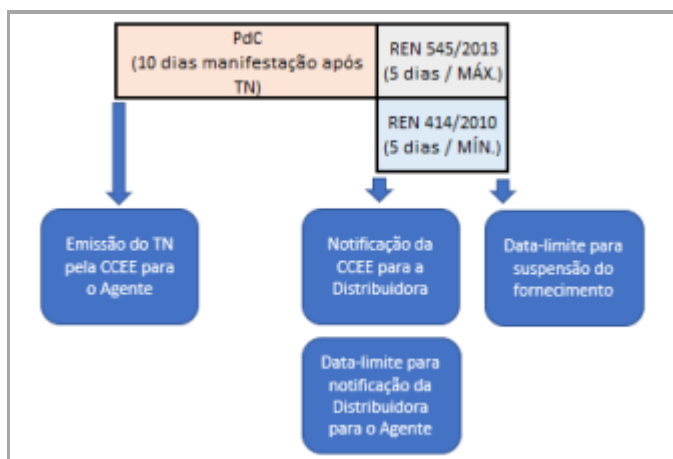 PdC
(10 dias manifestação após
TN)
REN 545/2013
(5 dias / MÁX.)
REN 414/2010
(5 dias / MÍN.)
Emissão do TN
pela CCEE para
o Agente
Notificação da
CCEE para a
Distribuidora
Data-limite para
suspensão do
fornecimento
Data-limite para
notificação da
Distribuidora
para o Agente